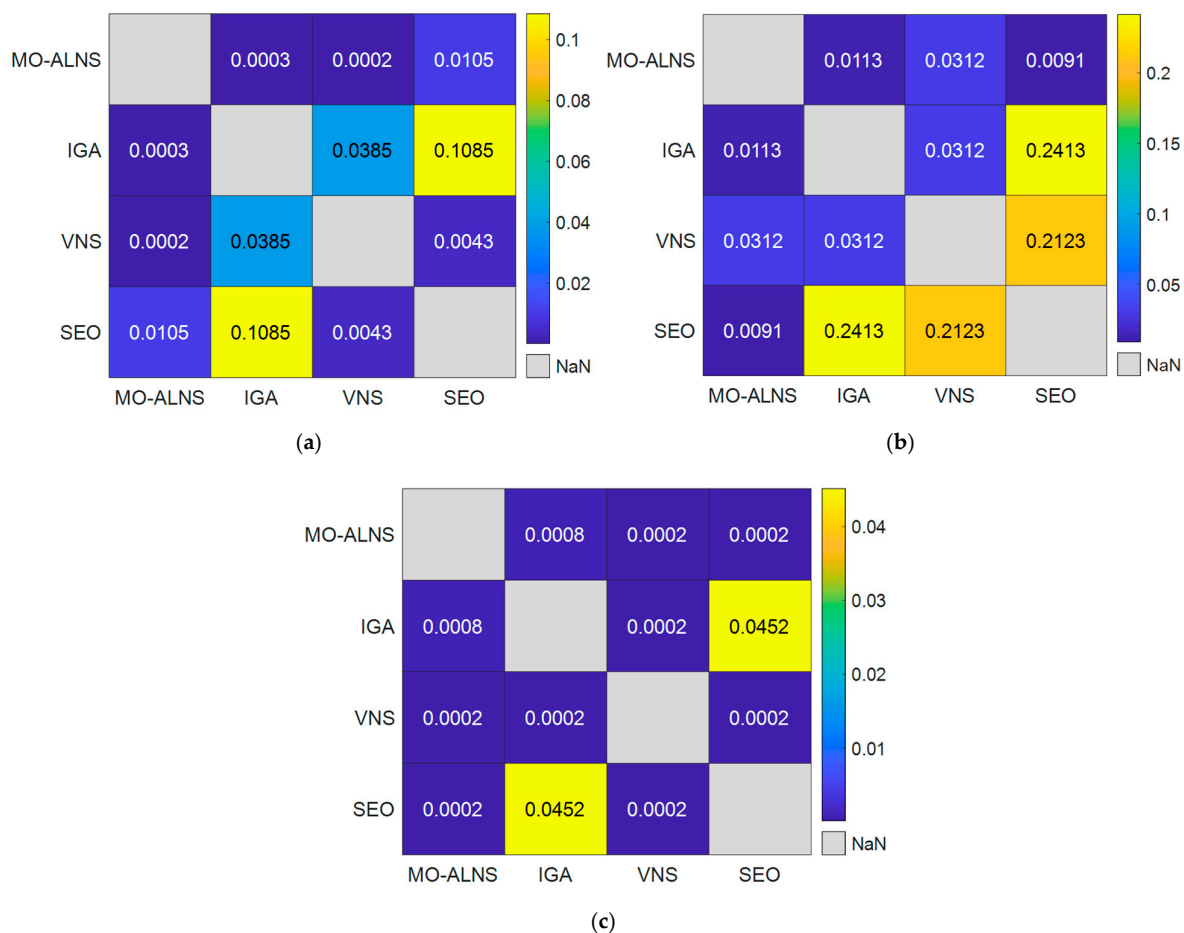 MO-ALNS 0.0003 0.0002 0.0105
IGA 0.0003 0.0385 0.1085
VNS 0.0002 0.0385 0.0043
SEO 0.0105 0.1085 0.0043
MO-ALNS IGA VNS SEO
0.1
0.08
0.06
0.04
0.02
NaN
(a)
MO-ALNS 0.0113 0.0312 0.0091
IGA 0.0113 0.0312 0.2413
VNS 0.0312 0.0312 0.2123
SEO 0.0091 0.2413 0.2123
MO-ALNS IGA VNS SEO
0.2
0.15
0.1
0.05
NaN
(b)
MO-ALNS 0.0008 0.0002 0.0002
IGA 0.0008 0.0002 0.0452
VNS 0.0002 0.0002 0.0002
SEO 0.0002 0.0452 0.0002
MO-ALNS IGA VNS SEO
0.04
0.03
0.02
0.01
NaN
(c)